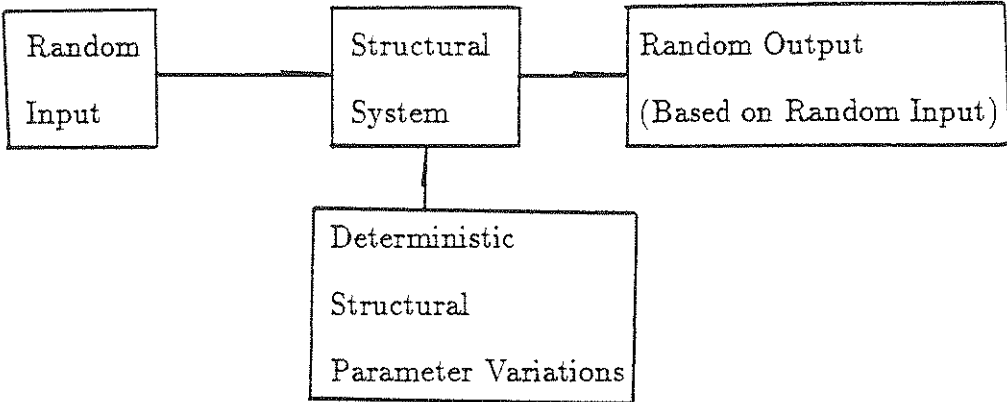 Random
Input
Structural
System
Random Output
(Based on Random Input)
Deterministic
Structural
Parameter Variations